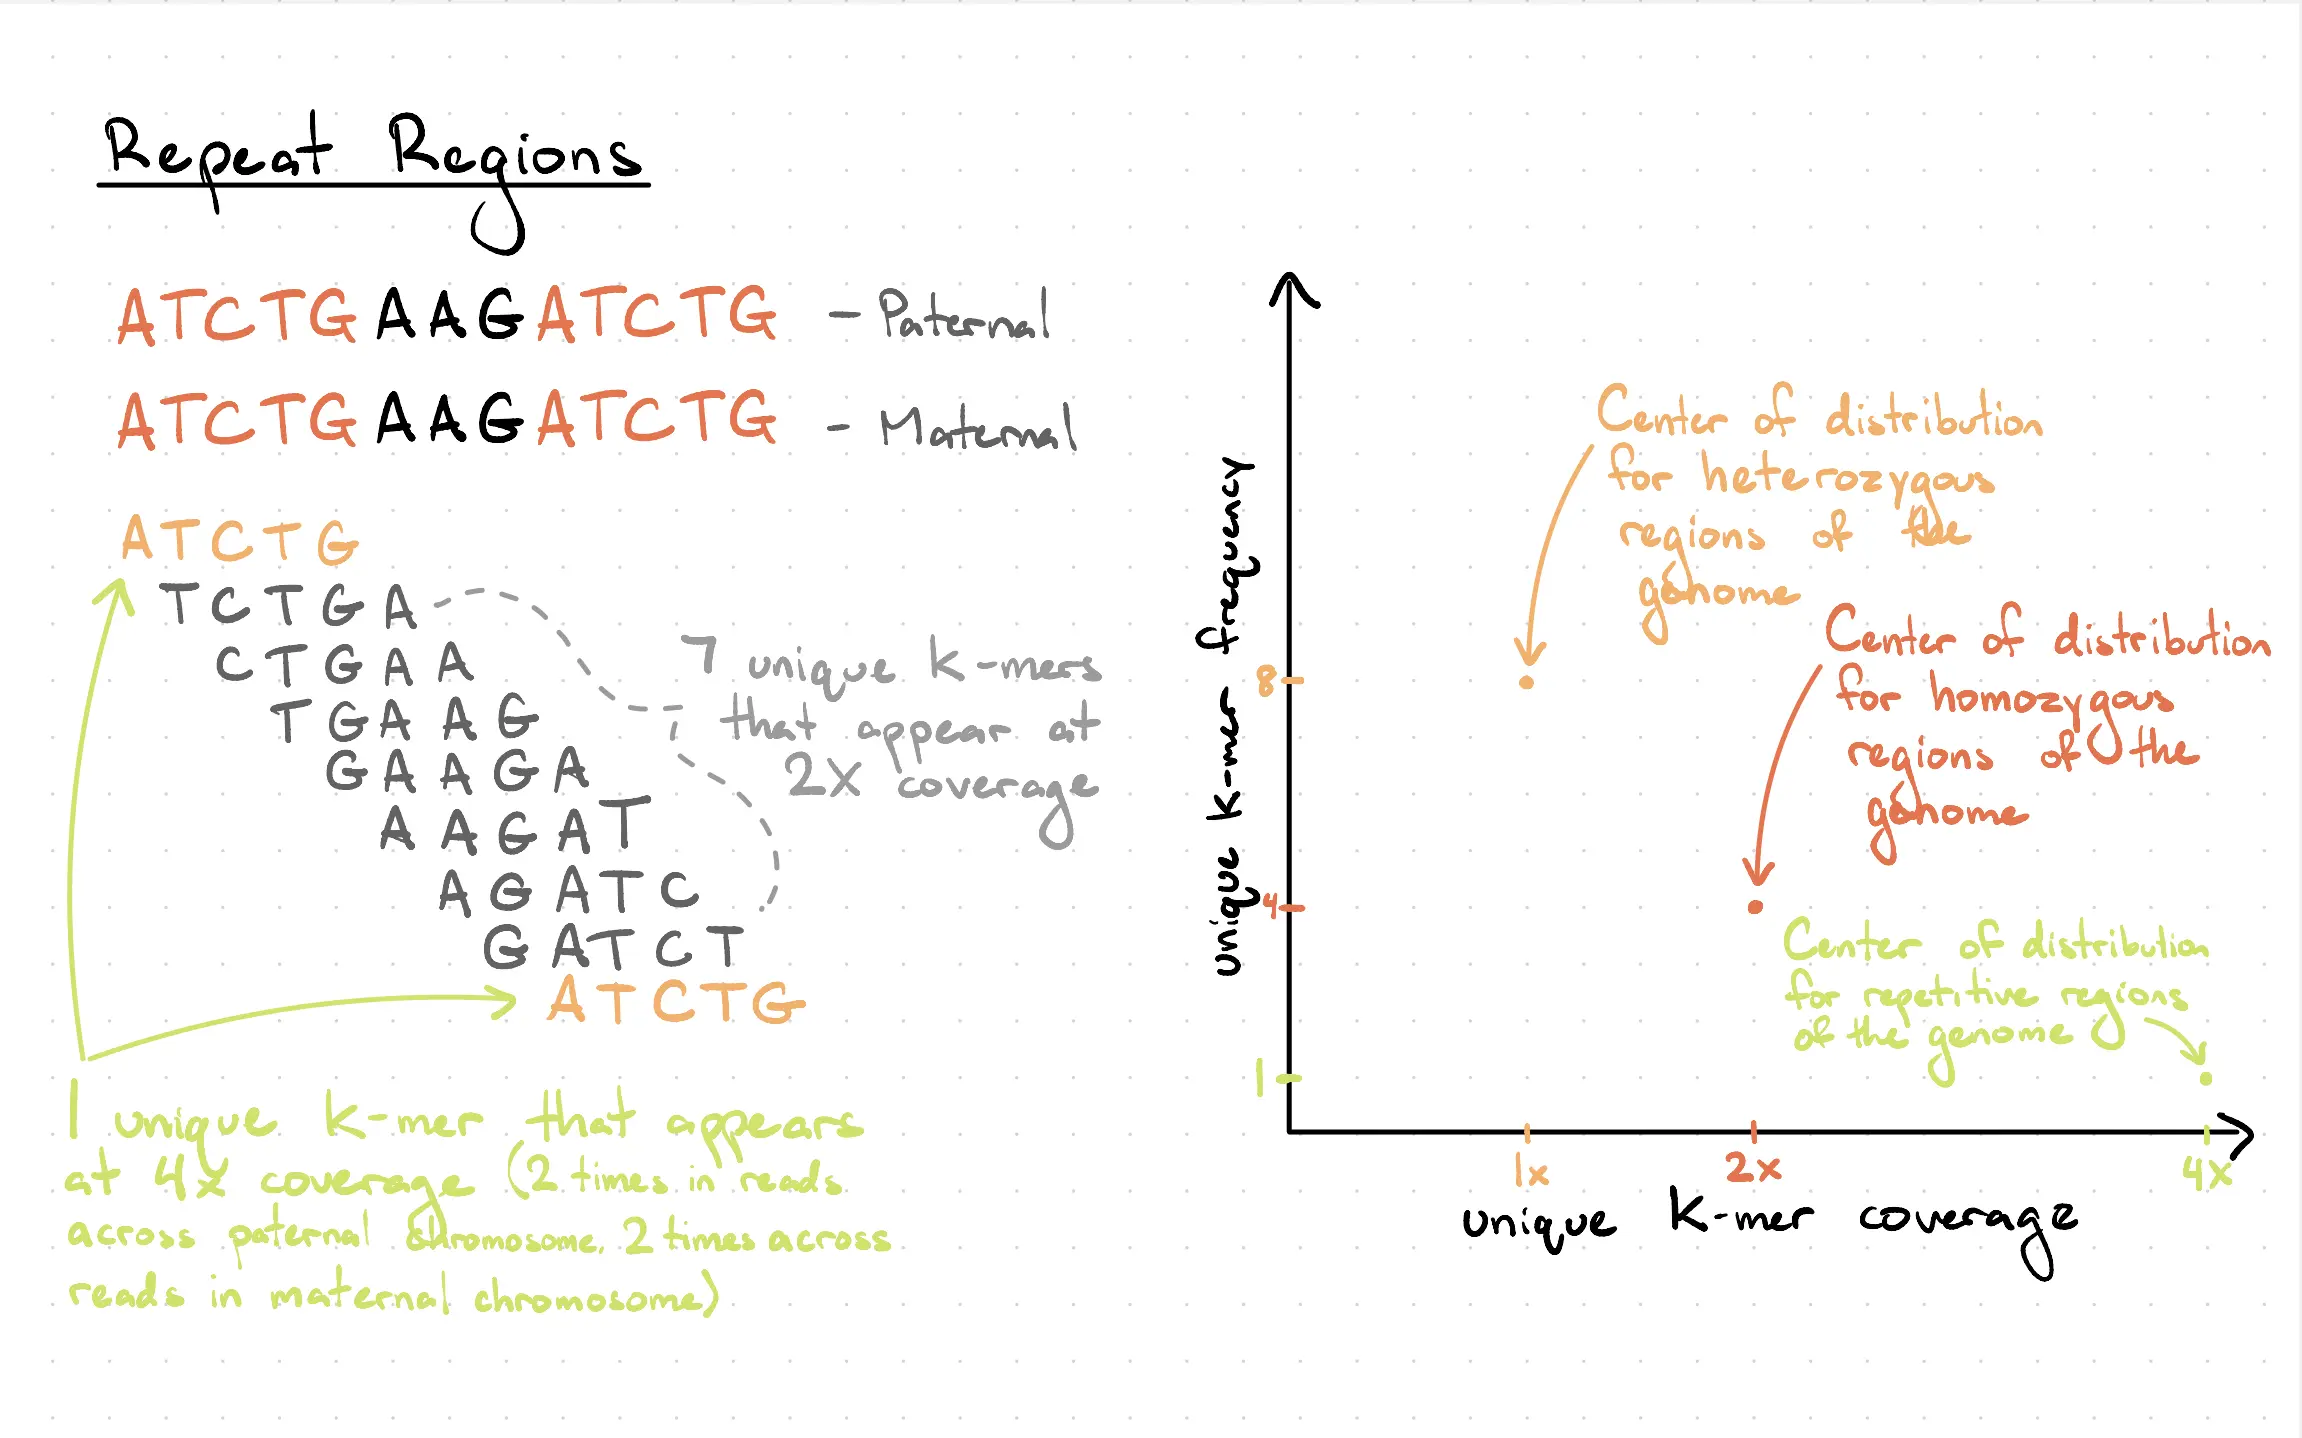 Repeat Regions
ATCTGAAGATCTG - Paternal
ATCTGAAGATCTG - Maternal
ATCTG
TCTGA
CTGAA
TGAAG
GAAGA
AAGAT
AGATC
GATCT
ATCTG
7 unique K-mers
that appear at
2X coverage
1 unique K-mer that appears
at 4x coverage (2 times in reads
across paternal chromosome, 2 times across
reads in maternal chromosome)
unique K-mer frequency
8
4
1
Center of distribution
for heterozygous
regions of the
genome
Center of distribution
for homozygous
regions of the
genome
Center of distribution
for repetitive regions
of the genome
1x
2x
4x
unique K-mer coverage